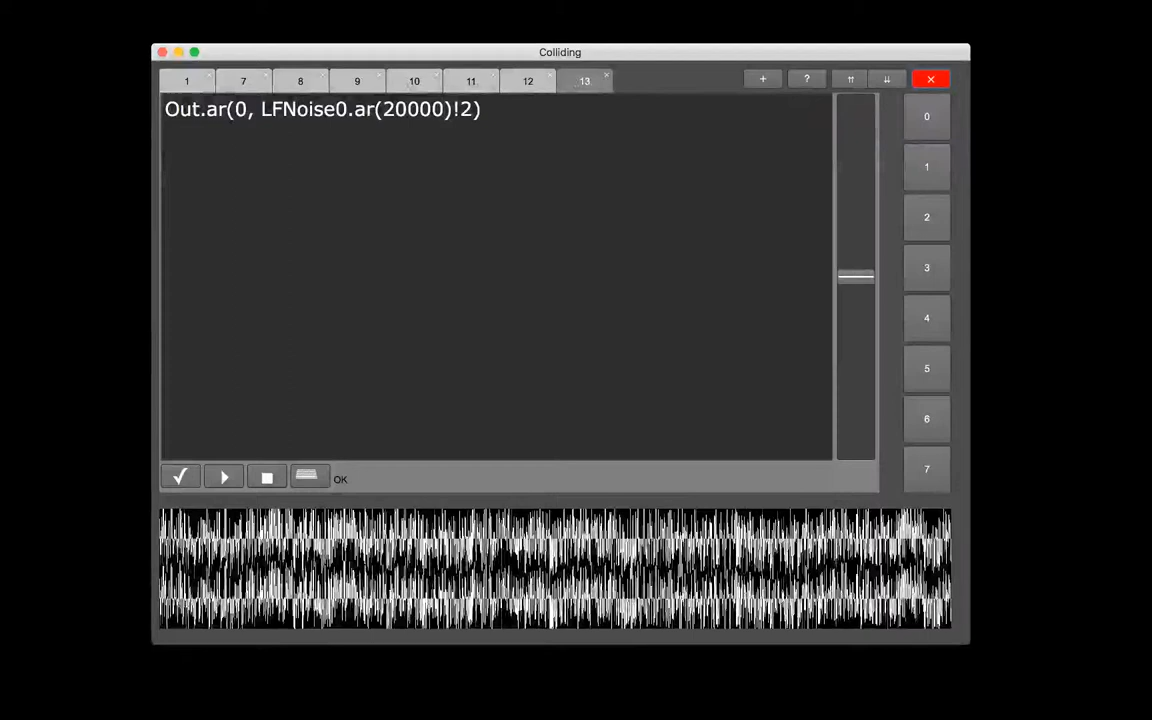 Colliding
1 7 8 9 10 11 12 13 + ?
Out.ar(0, LFNoise0.ar(20000)!2)
0
1
2
3
4
5
6
7
OK